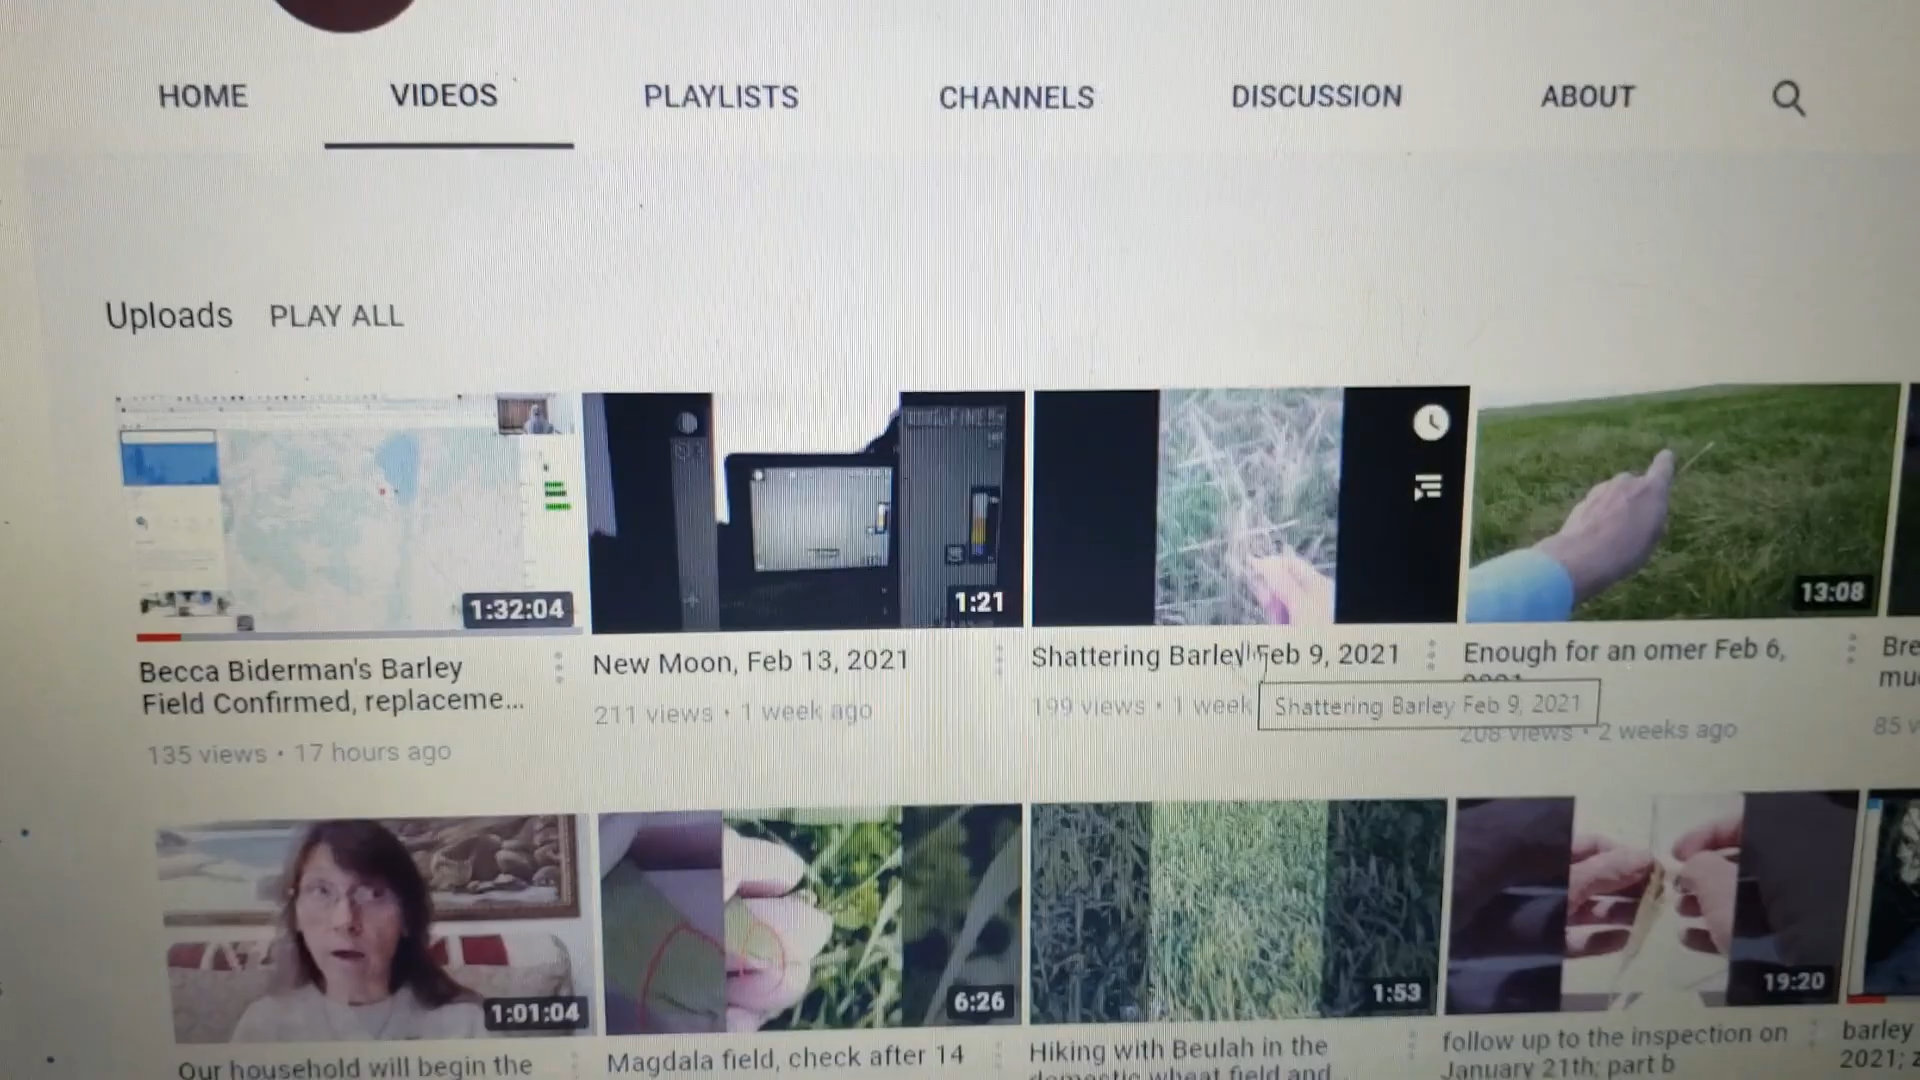 HOME VIDEOS PLAYLISTS CHANNELS DISCUSSION ABOUT
Uploads PLAY ALL
1:32:04
1:21
13:08
Becca Biderman's Barley
Field Confirmed, replaceme...
135 views • 17 hours ago
New Moon, Feb 13, 2021
211 views • 1 week ago
Shattering Barley Feb 9, 2021
199 views • 1 week
Shattering Barley Feb 9, 2021
Enough for an omer Feb 6,
2021
208 views • 2 weeks ago
Bre
mu
85 v
1:01:04
6:26
1:53
19:20
Our household will begin the
Magdala field, check after 14
Hiking with Beulah in the
domestic wheat field and...
follow up to the inspection on
January 21th; part b
barley
2021; z